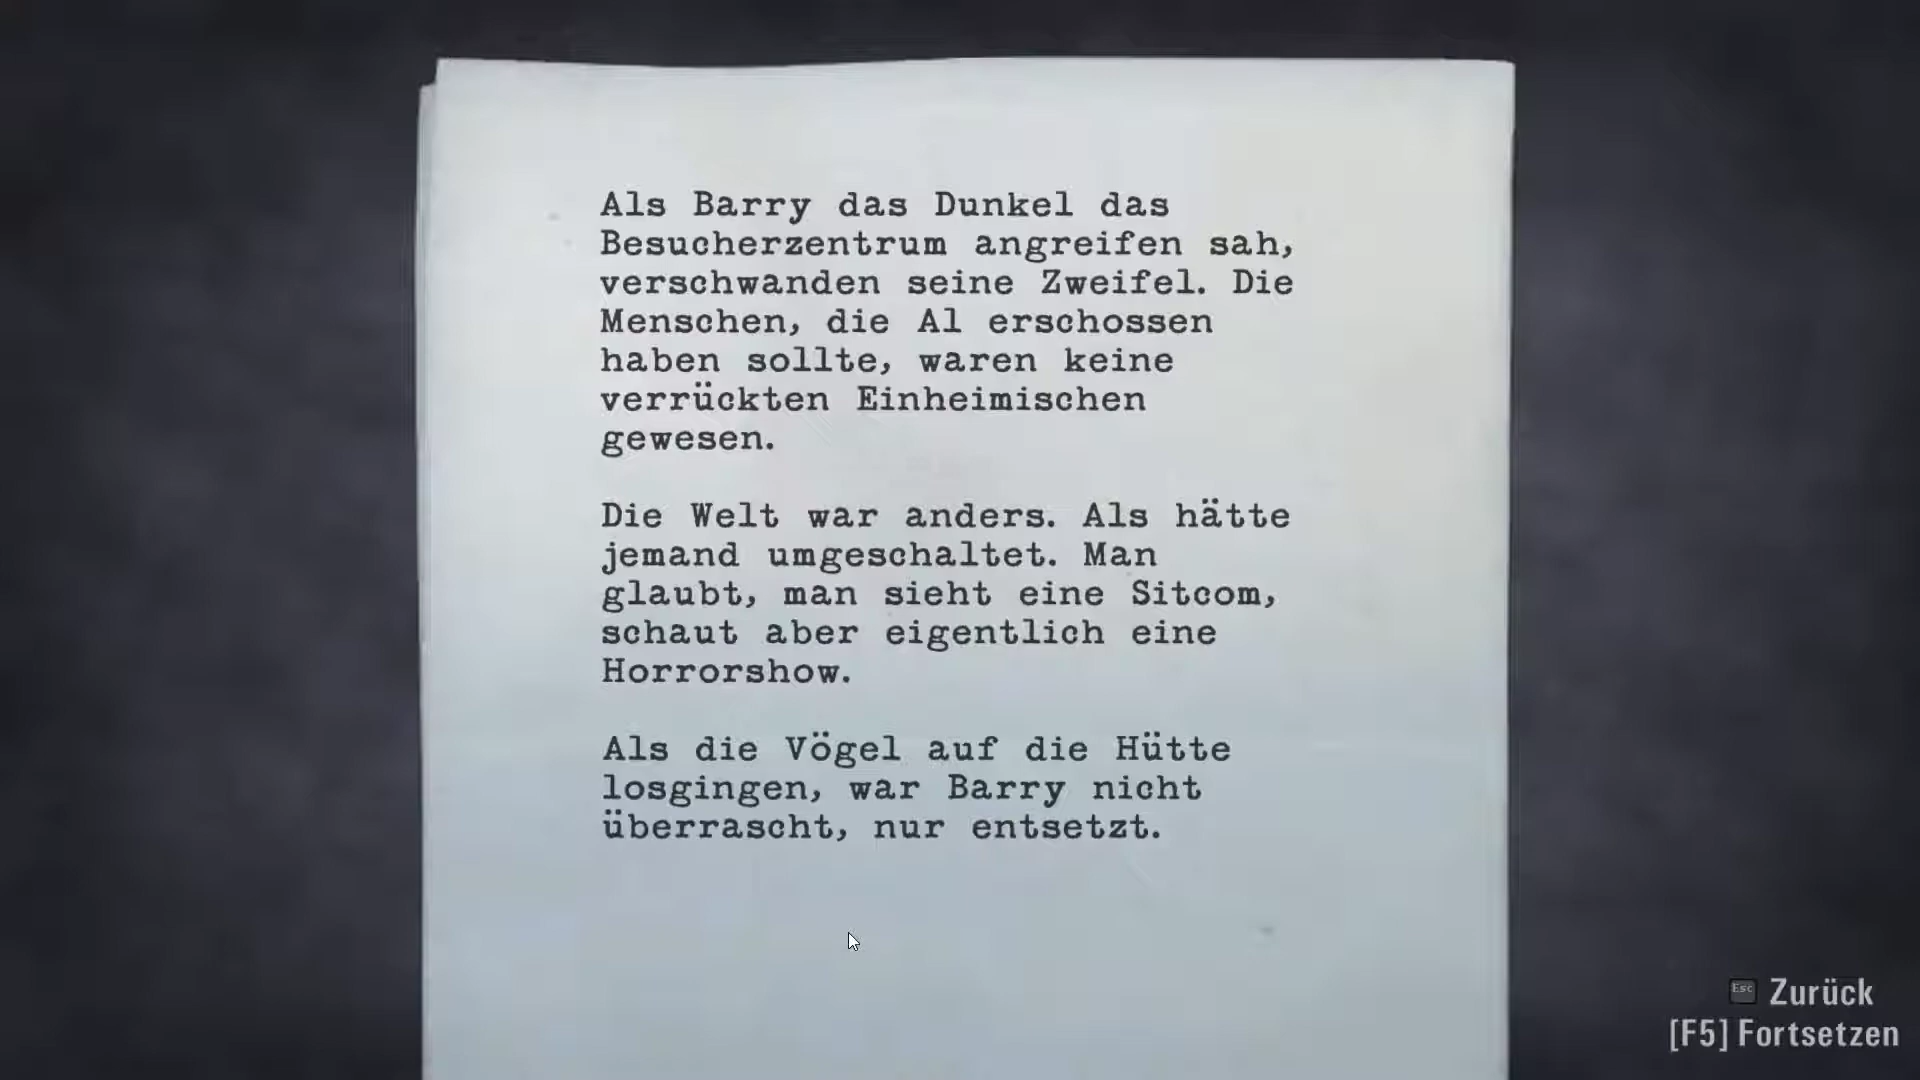 Als Barry das Dunkel das
Besucherzentrum angreifen sah,
verschwanden seine Zweifel. Die
Menschen, die Al erschossen
haben sollte, waren keine
verrückten Einheimischen
gewesen.
Die Welt war anders. Als hätte
jemand umgeschaltet. Man
glaubt, man sieht eine Sitcom,
schaut aber eigentlich eine
Horrorshow.
Als die Vögel auf die Hütte
losgingen, war Barry nicht
überrascht, nur entsetzt.
Esc Zurück
[F5] Fortsetzen